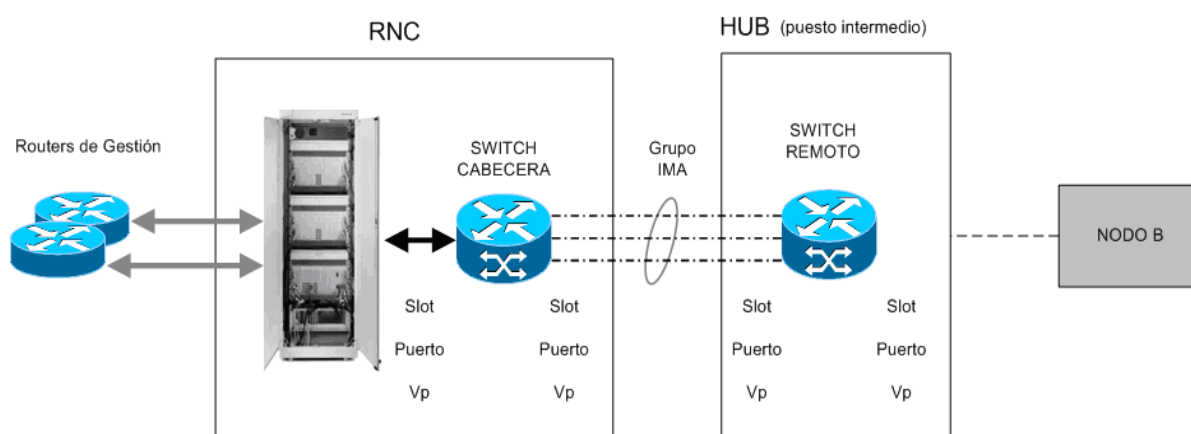 RNC
HUB (puesto intermedio)
Routers de Gestión
SWITCH
CABECERA
Grupo
IMA
SWITCH
REMOTO
NODO B
Slot
Puerto
Vp
Slot
Puerto
Vp
Slot
Puerto
Vp
Slot
Puerto
Vp